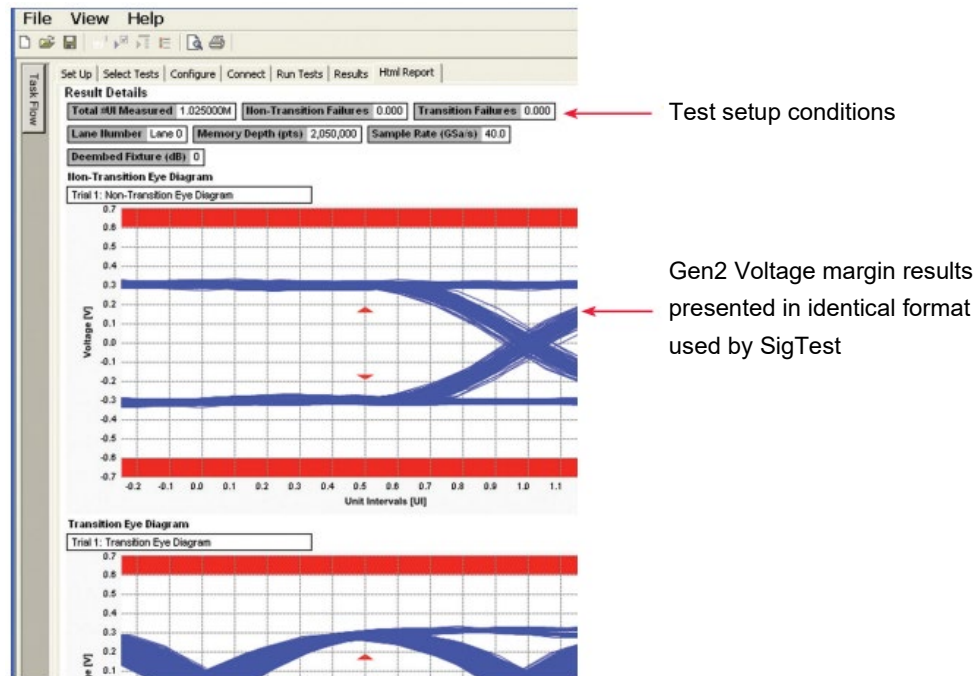 File View Help
Task Flow
Set Up Select Tests Configure Connect Run Tests Results Html Report
Result Details
Total #UI Measured 1.025000M Non-Transition Failures 0.000 Transition Failures 0.000
Test setup conditions
Lane Number Lane 0 Memory Depth (pts) 2,050,000 Sample Rate (GSa/s) 40.0
Deembed Fixture (dB) 0
Non-Transition Eye Diagram
Trial 1: Non-Transition Eye Diagram
0.7
0.6
0.5
0.4
0.3
0.2
0.1
0.0
-0.1
-0.2
-0.3
-0.4
-0.5
-0.6
-0.7
Voltage [V]
-0.2 -0.1 0.0 0.1 0.2 0.3 0.4 0.5 0.6 0.7 0.8 0.9 1.0 1.1
Unit Intervals [UI]
Gen2 Voltage margin results
presented in identical format
used by SigTest
Transition Eye Diagram
Trial 1: Transition Eye Diagram
0.7
0.6
0.5
0.4
0.3
0.2
0.1